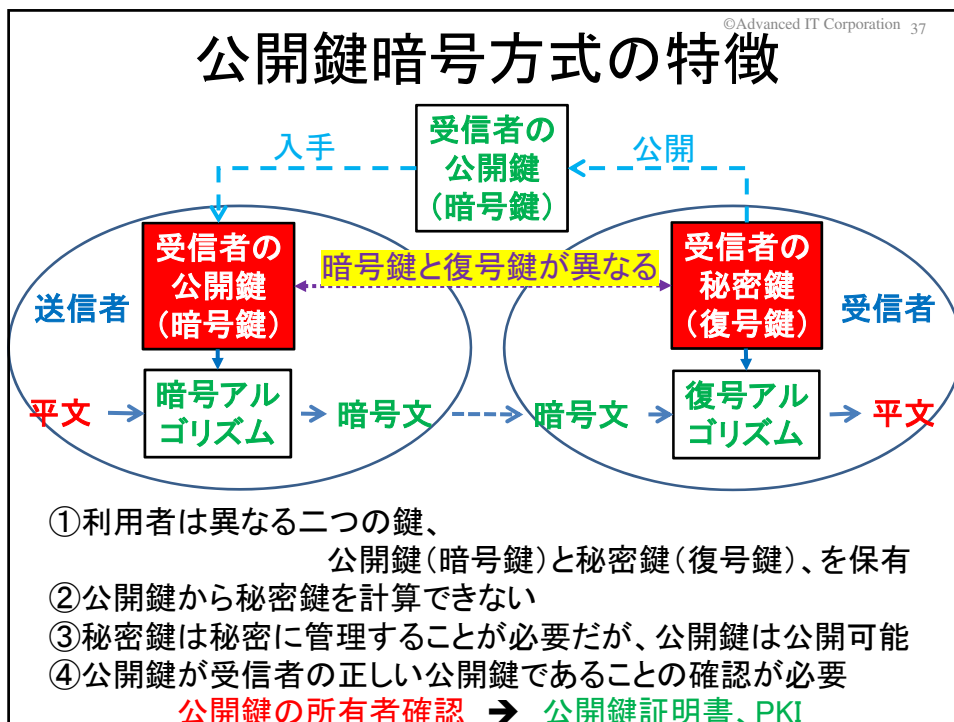 ©Advanced IT Corporation 37
公開鍵暗号方式の特徴
受信者の
公開鍵
（暗号鍵）
入手
公開
受信者の
公開鍵
（暗号鍵）
暗号鍵と復号鍵が異なる
受信者の
秘密鍵
（復号鍵）
送信者
受信者
平文
暗号アル
ゴリズム
暗号文
暗号文
復号アル
ゴリズム
平文
①利用者は異なる二つの鍵、
公開鍵（暗号鍵）と秘密鍵（復号鍵）、を保有
②公開鍵から秘密鍵を計算できない
③秘密鍵は秘密に管理することが必要だが、公開鍵は公開可能
④公開鍵が受信者の正しい公開鍵であることの確認が必要
公開鍵の所有者確認 ➔ 公開鍵証明書、PKI